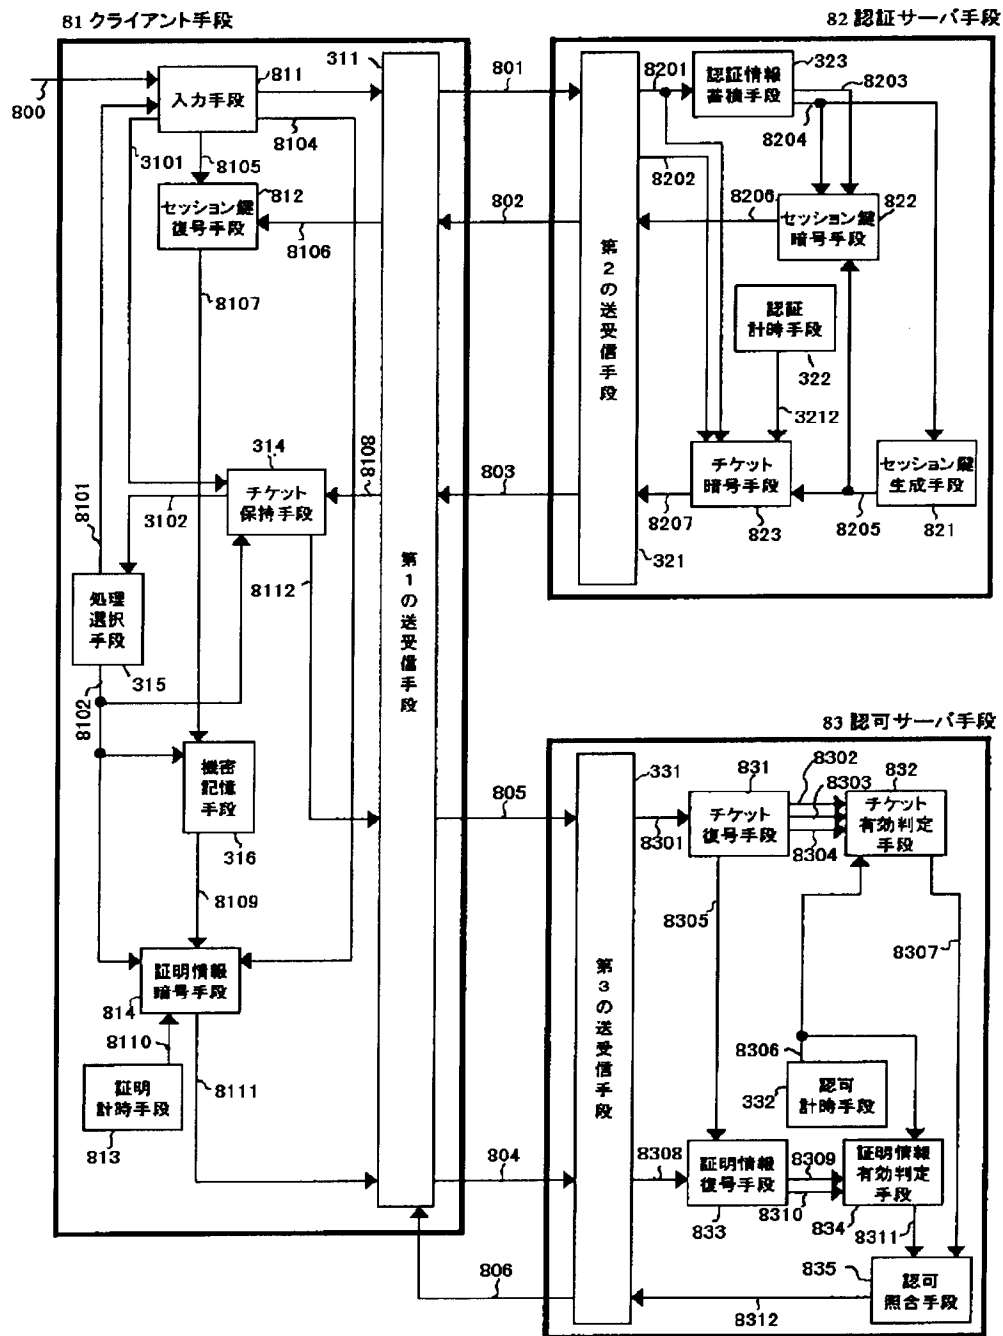 81 クライアント手段
800
811
入力手段
3101
8104
8105
812
セッション鍵
復号手段
8106
8107
311
第1の送受信手段
314
チケット
保持手段
8108
8101
3102
8112
処理
選択
手段
315
8102
機密
記憶
手段
316
8109
証明情報
暗号手段
814
8110
証明
計時手段
813
8111
801
802
803
805
804
806
82 認証サーバ手段
第2の送受信手段
321
8201
8202
認証情報
蓄積手段
323
8203
8204
8206
セッション鍵
暗号手段
822
認証
計時手段
322
3212
チケット
暗号手段
823
8207
8205
セッション鍵
生成手段
821
83 認可サーバ手段
第3の送受信手段
331
8301
831
チケット
復号手段
8302
8303
8304
832
チケット
有効判定
手段
8305
8307
8306
332
認可
計時手段
8308
証明情報
復号手段
833
8309
8310
証明情報
有効判定
手段
834
8311
835
認可
照合手段
8312